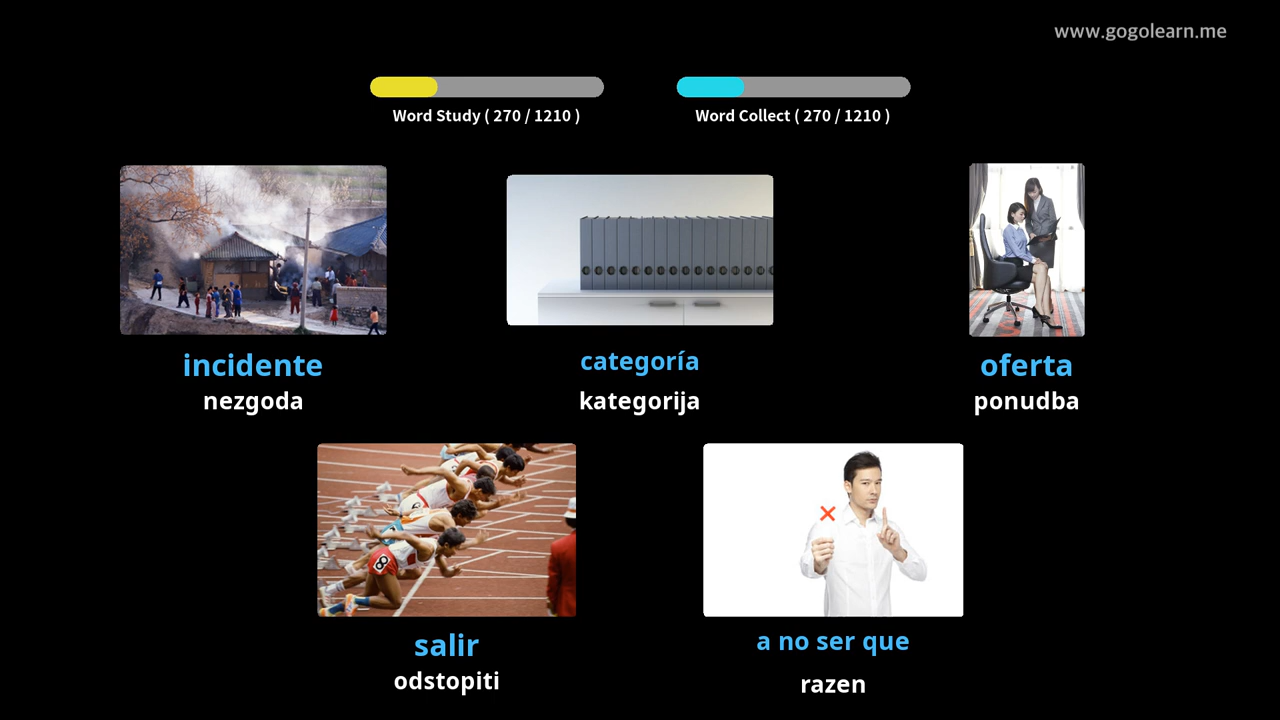 www.gogolearn.me
Word Study ( 270 / 1210 )
Word Collect ( 270 / 1210 )
incidente
nezgoda
categoría
kategorija
oferta
ponudba
8
salir
odstopiti
a no ser que
razen